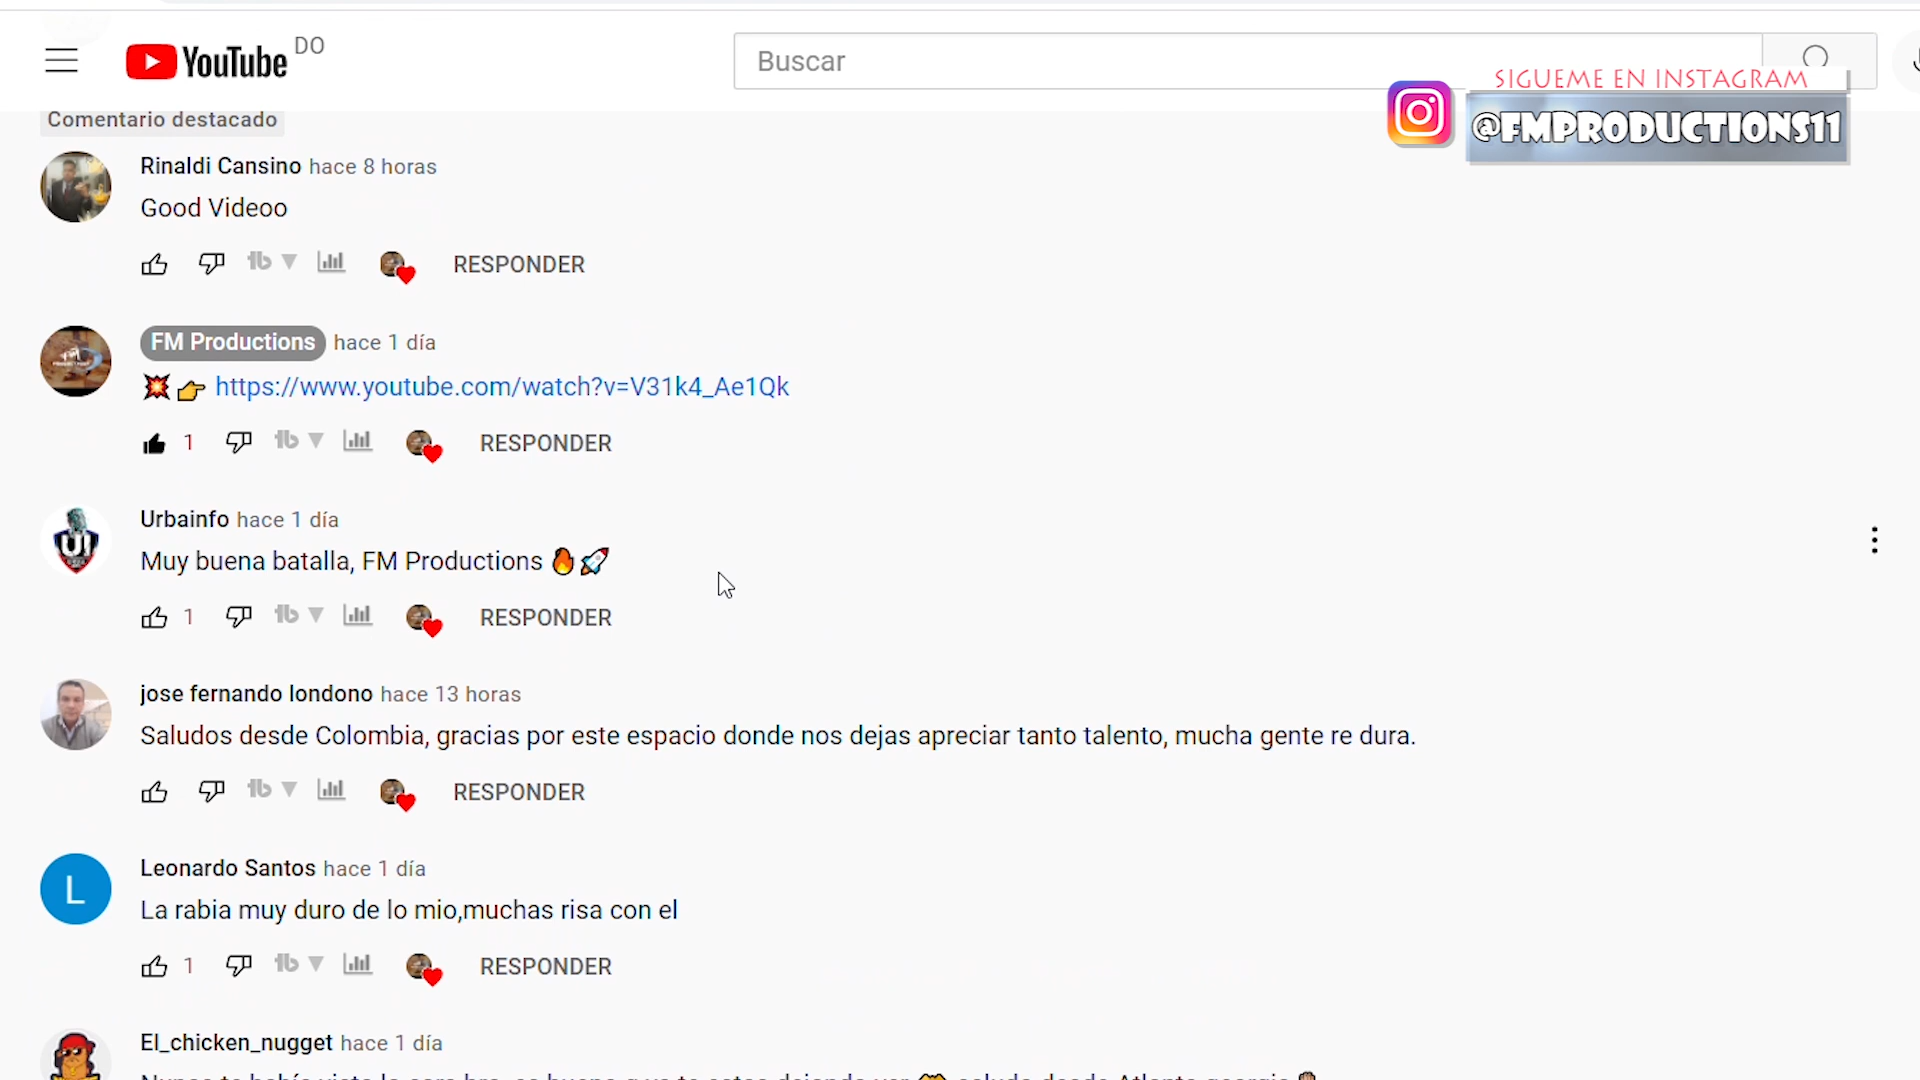 YouTube DO
Buscar
SIGUEME EN INSTAGRAM
@FMPRODUCTIONS11
Comentario destacado
Rinaldi Cansino hace 8 horas
Good Videoo
RESPONDER
FM Productions hace 1 día
💥 👉 https://www.youtube.com/watch?v=V31k4_Ae1Qk
1 RESPONDER
Urbainfo hace 1 día
Muy buena batalla, FM Productions 🔥🚀
1 RESPONDER
jose fernando londono hace 13 horas
Saludos desde Colombia, gracias por este espacio donde nos dejas apreciar tanto talento, mucha gente re dura.
RESPONDER
L
Leonardo Santos hace 1 día
La rabia muy duro de lo mio,muchas risa con el
1 RESPONDER
El_chicken_nugget hace 1 día